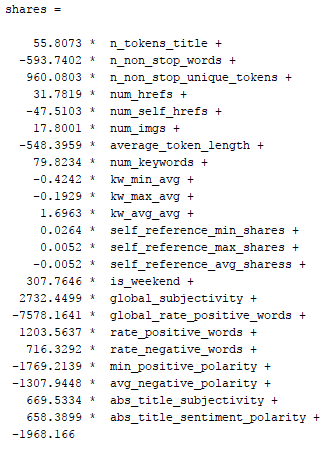 shares =
55.8073 * n_tokens_title +
-593.7402 * n_non_stop_words +
960.0803 * n_non_stop_unique_tokens +
31.7819 * num_hrefs +
-47.5103 * num_self_hrefs +
17.8001 * num_imgs +
-548.3959 * average_token_length +
79.8234 * num_keywords +
-0.4242 * kw_min_avg +
-0.1929 * kw_max_avg +
1.6963 * kw_avg_avg +
0.0264 * self_reference_min_shares +
0.0052 * self_reference_max_shares +
-0.0052 * self_reference_avg_sharess +
307.7646 * is_weekend +
2732.4499 * global_subjectivity +
-7578.1641 * global_rate_positive_words +
1203.5637 * rate_positive_words +
716.3292 * rate_negative_words +
-1769.2139 * min_positive_polarity +
-1307.9448 * avg_negative_polarity +
669.5334 * abs_title_subjectivity +
658.3899 * abs_title_sentiment_polarity +
-1968.166